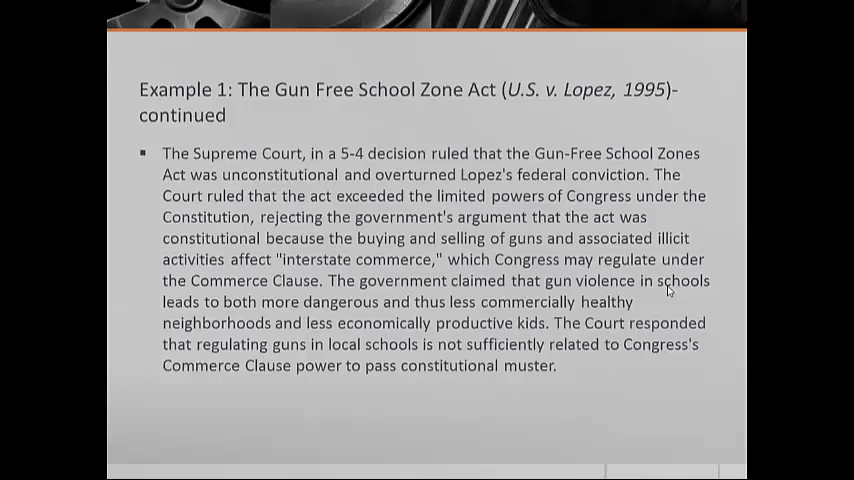 Example 1: The Gun Free School Zone Act (U.S. v. Lopez, 1995)-
continued
▪ The Supreme Court, in a 5-4 decision ruled that the Gun-Free School Zones
Act was unconstitutional and overturned Lopez's federal conviction. The
Court ruled that the act exceeded the limited powers of Congress under the
Constitution, rejecting the government's argument that the act was
constitutional because the buying and selling of guns and associated illicit
activities affect "interstate commerce," which Congress may regulate under
the Commerce Clause. The government claimed that gun violence in schools
leads to both more dangerous and thus less commercially healthy
neighborhoods and less economically productive kids. The Court responded
that regulating guns in local schools is not sufficiently related to Congress's
Commerce Clause power to pass constitutional muster.